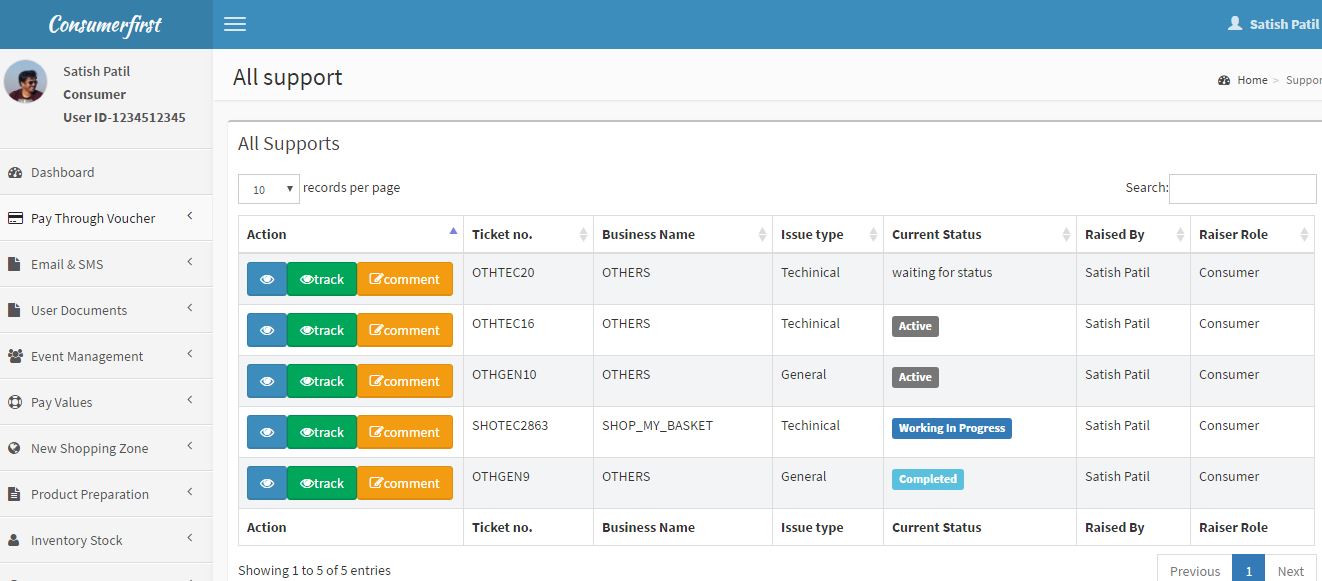 Consumerfirst
Satish Patil
Satish Patil
Consumer
User ID-1234512345
Dashboard
Pay Through Voucher
Email & SMS
User Documents
Event Management
Pay Values
New Shopping Zone
Product Preparation
Inventory Stock
All support
Home > Suppor
All Supports
10 records per page Search:
Action Ticket no. Business Name Issue type Current Status Raised By Raiser Role
track comment OTHTEC20 OTHERS Techinical waiting for status Satish Patil Consumer
track comment OTHTEC16 OTHERS Techinical Active Satish Patil Consumer
track comment OTHGEN10 OTHERS General Active Satish Patil Consumer
track comment SHOTEC2863 SHOP_MY_BASKET Techinical Working In Progress Satish Patil Consumer
track comment OTHGEN9 OTHERS General Completed Satish Patil Consumer
Action Ticket no. Business Name Issue type Current Status Raised By Raiser Role
Showing 1 to 5 of 5 entries Previous 1 Next